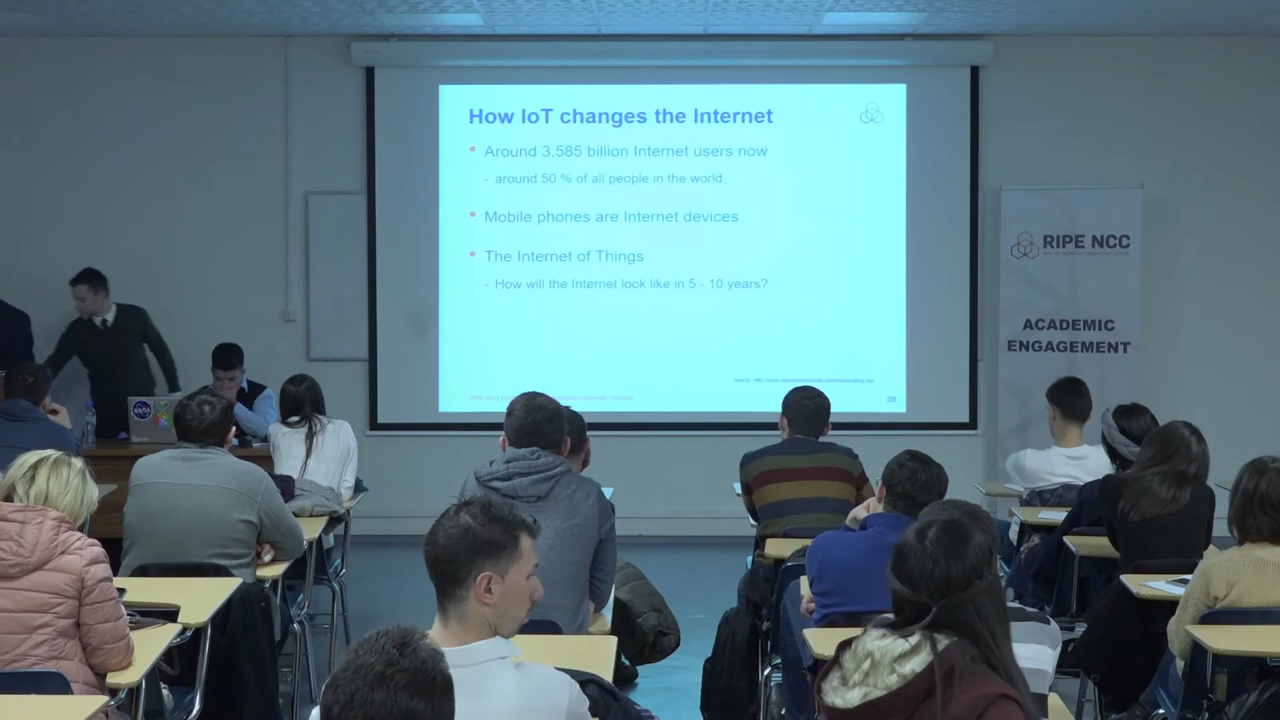 How IoT changes the Internet
• Around 3,585 billion Internet users now
- around 50 % of all people in the world
• Mobile phones are Internet devices
• The Internet of Things
- How will the Internet look like in 5 - 10 years?
39
RIPE NCC
ACADEMIC
ENGAGEMENT
NASA